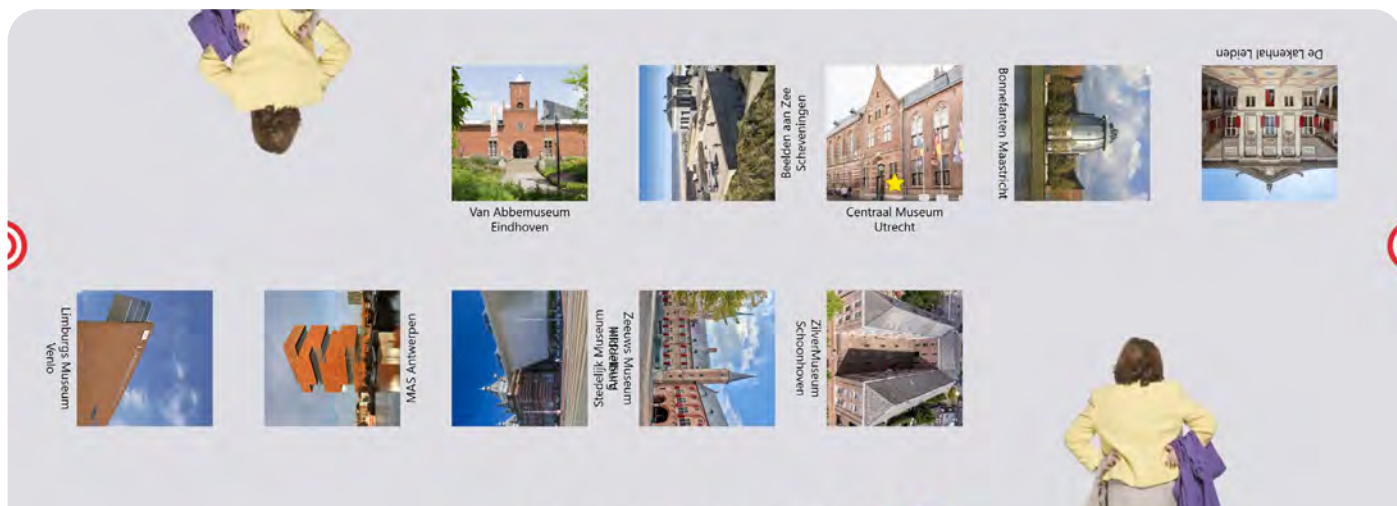 Van Abbemuseum
Eindhoven
Beelden aan Zee
Scheveningen
Centraal Museum
Utrecht
Bonnefanten Maastricht
De Lakenhal Leiden
Limburgs Museum
Venlo
MAS Antwerpen
Stedelijk Museum
Zeeuws Museum
ZilverMuseum
Schoonhoven